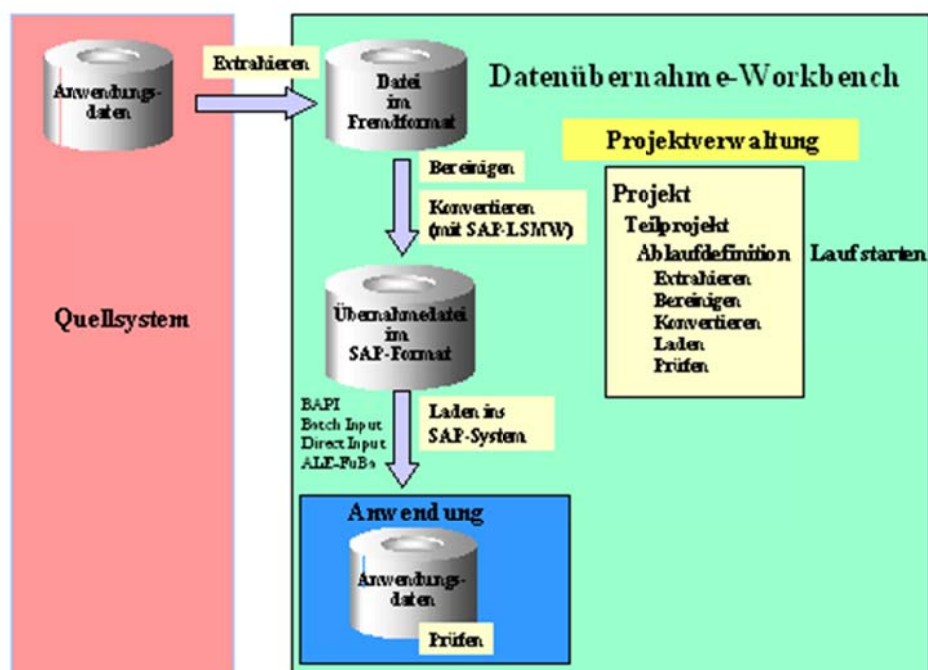 Anwendungs-
daten
Extrahieren
Quellsystem
Datenübernahme-Workbench
Datei
im
Fremdformat
Bereinigen
Konvertieren
(mit SAP-LSMW)
Übernahmedatei
im
SAP-Format
BAPI
Batch Input
Direct Input
ALE-FuBs
Laden ins
SAP-System
Anwendung
Anwendungs-
daten
Prüfen
Projektverwaltung
Projekt
Teilprojekt
Ablaufdefinition
Extrahieren
Bereinigen
Konvertieren
Laden
Prüfen
Lauf starten